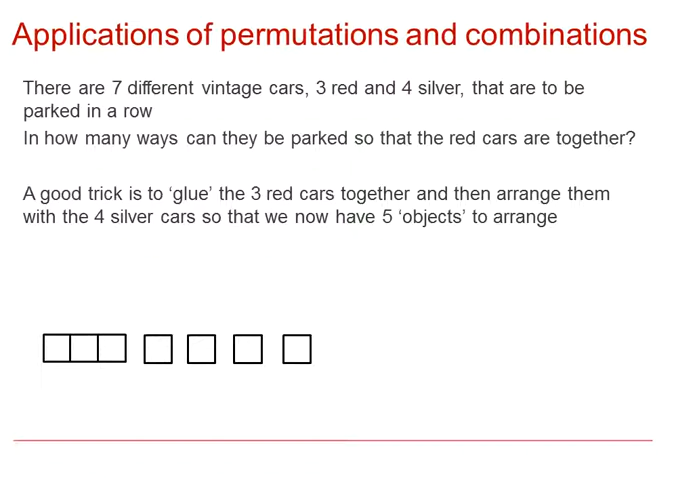 Applications of permutations and combinations
There are 7 different vintage cars, 3 red and 4 silver, that are to be
parked in a row
In how many ways can they be parked so that the red cars are together?
A good trick is to ‘glue’ the 3 red cars together and then arrange them
with the 4 silver cars so that we now have 5 ‘objects’ to arrange